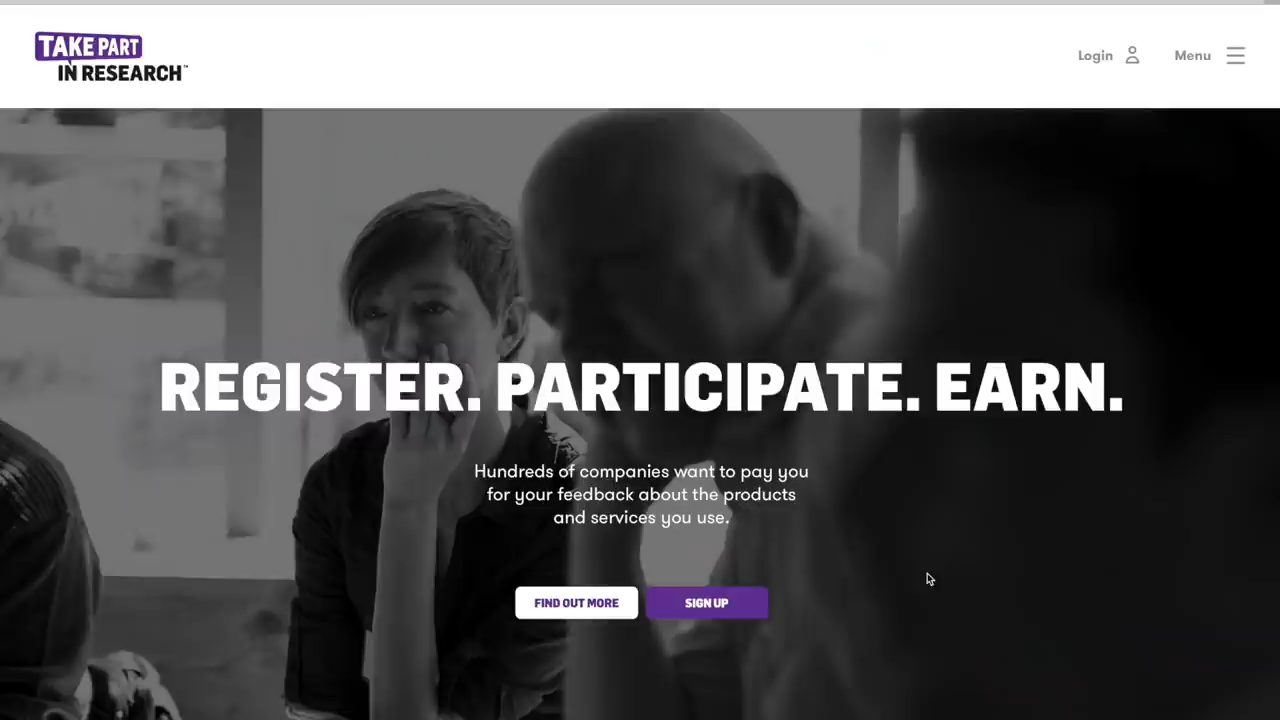 TAKE PART
IN RESEARCH™
Login
Menu
REGISTER. PARTICIPATE. EARN.
Hundreds of companies want to pay you
for your feedback about the products
and services you use.
FIND OUT MORE
SIGN UP